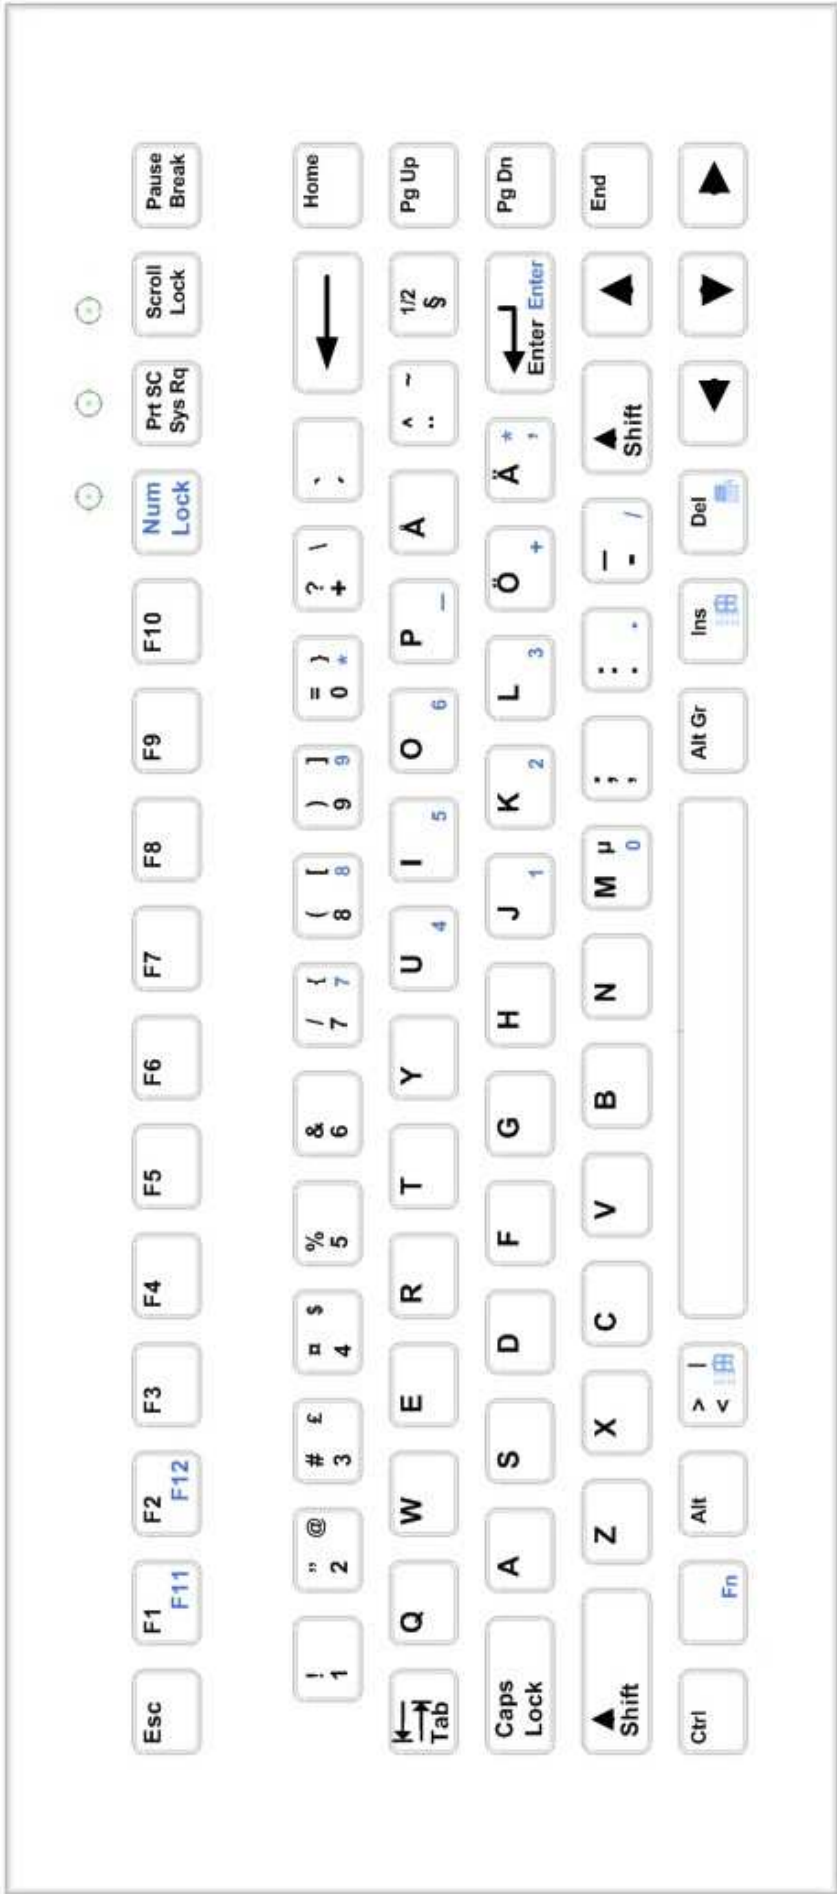 Esc F1 F11 F2 F12 F3 F4 F5 F6 F7 F8 F9 F10 Num Lock Prt SC Sys Rq Scroll Lock Pause Break
! 1 " 2 @ # 3 £ ¤ 4 $ % 5 & 6 / 7 { 7 ( 8 [ 8 ) 9 ] 9 = 0 } * ? + \ ` ´ Home
Tab Q W E R T Y U 4 I 5 O 6 P — Å ^ ¨ ~ 1/2 § Pg Up
Caps Lock A S D F G H J 1 K 2 L 3 Ö + Ä * , Enter Enter Pg Dn
Shift Z X C V B N M µ 0 ; , : . . — - / Shift End
Ctrl Fn Alt > < | Alt Gr Ins Del